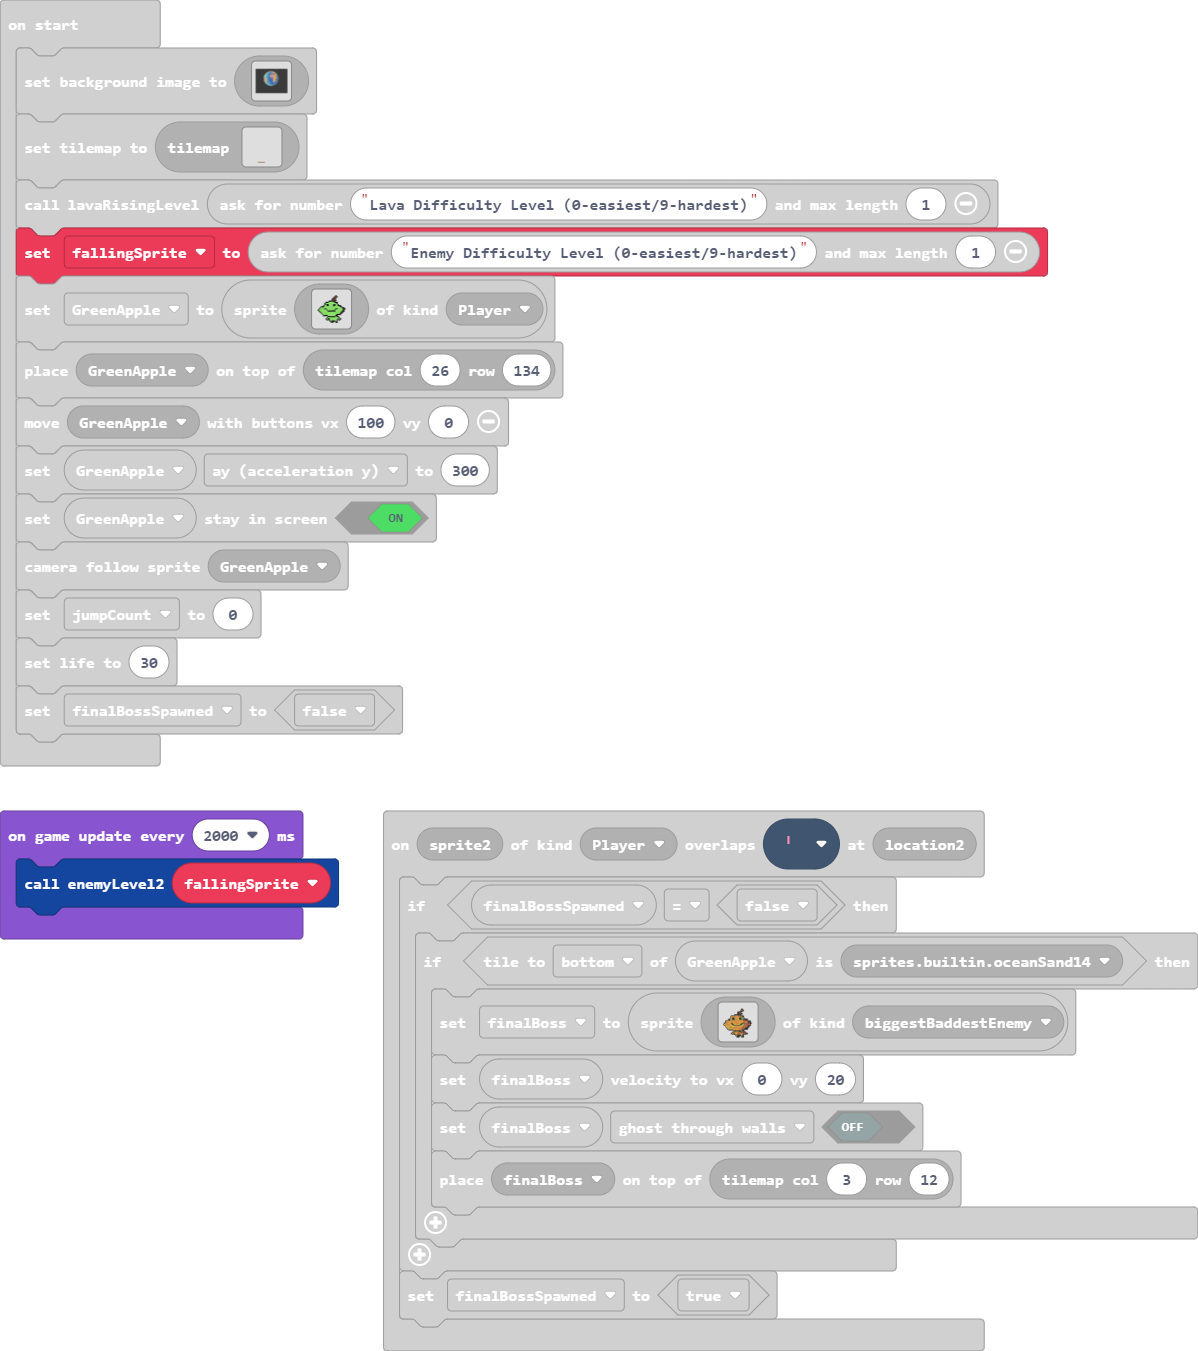 on start
set background image to
set tilemap to tilemap
call lavaRisingLevel ask for number "Lava Difficulty Level (0-easiest/9-hardest)" and max length 1
set fallingSprite to ask for number "Enemy Difficulty Level (0-easiest/9-hardest)" and max length 1
set GreenApple to sprite of kind Player
place GreenApple on top of tilemap col 26 row 134
move GreenApple with buttons vx 100 vy 0
set GreenApple ay (acceleration y) to 300
set GreenApple stay in screen ON
camera follow sprite GreenApple
set jumpCount to 0
set life to 30
set finalBossSpawned to false
on game update every 2000 ms
call enemyLevel2 fallingSprite
on sprite2 of kind Player overlaps at location2
if finalBossSpawned = false then
if tile to bottom of GreenApple is sprites.builtin.oceanSand14 then
set finalBoss to sprite of kind biggestBaddestEnemy
set finalBoss velocity to vx 0 vy 20
set finalBoss ghost through walls OFF
place finalBoss on top of tilemap col 3 row 12
set finalBossSpawned to true